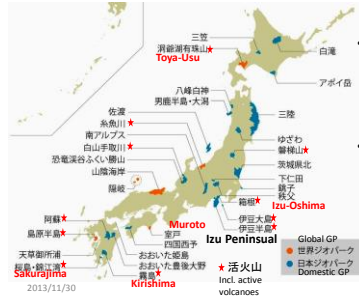 三笠
洞爺湖有珠山★
Toya-Usu
白滝
アポイ岳
八峰白神
男鹿半島・大潟
佐渡
糸魚川★
南アルプス
白山手取川★
恐竜渓谷ふくい勝山
山陰海岸
隠岐
三陸
ゆざわ
磐梯山★
茨城県北
下仁田
銚子
秩父
箱根★
Izu-Oshima
伊豆大島★
伊豆半島★
Izu Peninsual
阿蘇★
島原半島★
天草御所浦
桜島・錦江湾★
Sakurajima
Muroto
室戸
四国西予
おおいた姫島
おおいた豊後大野
霧島★
Kirishima
★活火山
Incl. active
volcanoes
Global GP
世界ジオパーク
日本ジオパーク
Domestic GP
2013/11/30